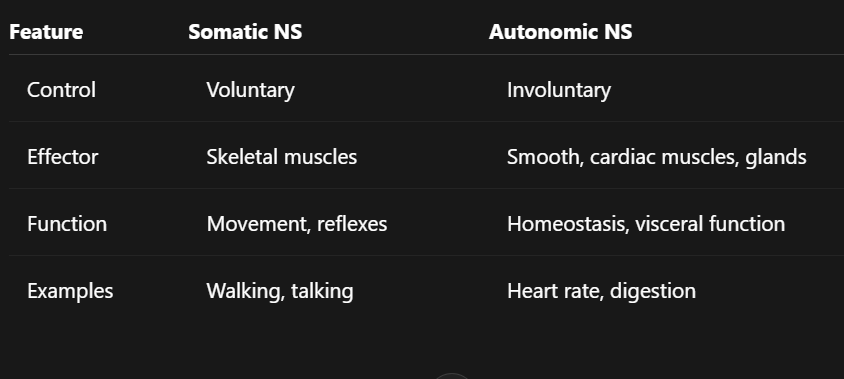 Feature Somatic NS Autonomic NS
Control Voluntary Involuntary
Effector Skeletal muscles Smooth, cardiac muscles, glands
Function Movement, reflexes Homeostasis, visceral function
Examples Walking, talking Heart rate, digestion